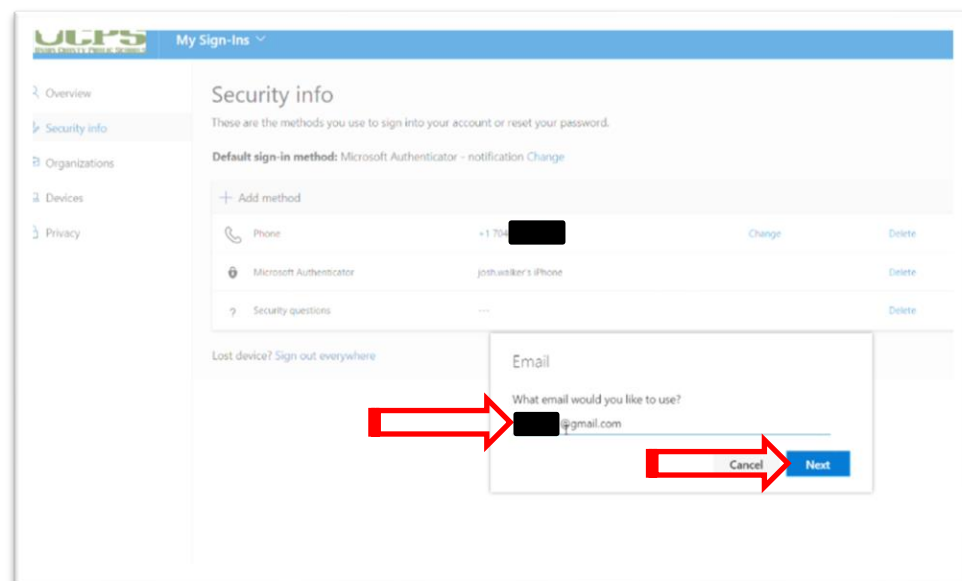 UCPS
My Sign-Ins
Overview
Security info
Organizations
Devices
Privacy
Security info
These are the methods you use to sign into your account or reset your password.
Default sign-in method: Microsoft Authenticator - notification Change
+ Add method
Phone +1 704 Change Delete
Microsoft Authenticator josh.walker's iPhone Delete
? Security questions --- Delete
Lost device? Sign out everywhere
Email
What email would you like to use?
@gmail.com
Cancel Next